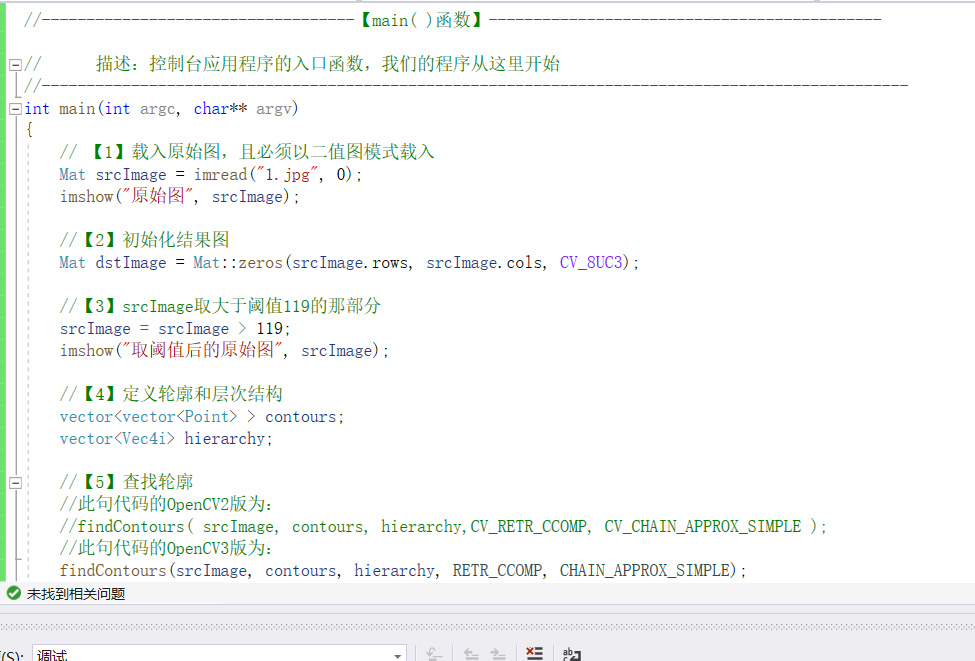 //-----------------------------------【main( )函数】--------------------------------------------
//      描述：控制台应用程序的入口函数，我们的程序从这里开始
//-------------------------------------------------------------------------------------------------
int main(int argc, char** argv)
{
// 【1】载入原始图，且必须以二值图模式载入
Mat srcImage = imread("1.jpg", 0);
imshow("原始图", srcImage);
//【2】初始化结果图
Mat dstImage = Mat::zeros(srcImage.rows, srcImage.cols, CV_8UC3);
//【3】srcImage取大于阈值119的那部分
srcImage = srcImage > 119;
imshow("取阈值后的原始图", srcImage);
//【4】定义轮廓和层次结构
vector<vector<Point> > contours;
vector<Vec4i> hierarchy;
//【5】查找轮廓
//此句代码的OpenCV2版为：
//findContours( srcImage, contours, hierarchy,CV_RETR_CCOMP, CV_CHAIN_APPROX_SIMPLE );
//此句代码的OpenCV3版为：
findContours(srcImage, contours, hierarchy, RETR_CCOMP, CHAIN_APPROX_SIMPLE);
未找到相关问题
(S): 调试